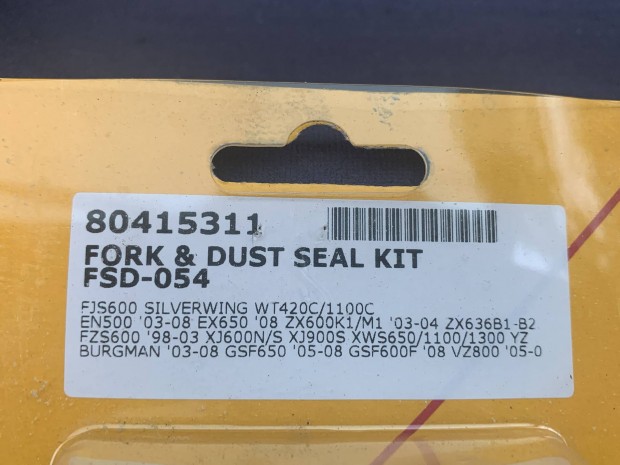 80415311
FORK & DUST SEAL KIT
FSD-054
FJS600 SILVERWING WT420C/1100C
EN500 '03-08 EX650 '08 ZX600K1/M1 '03-04 ZX636B1-B2
FZS600 '98-03 XJ600N/S XJ900S XWS650/1100/1300 YZ
BURGMAN '03-08 GSF650 '05-08 GSF600F '08 VZ800 '05-0